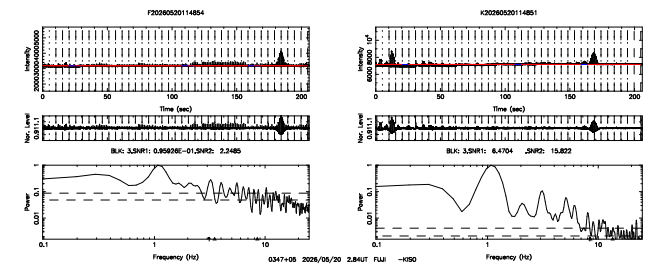 F20260520114854
K20260520114851
Intensity
20003000040005000
Intensity
6000 8000 10⁴
0 50 100 150 200
0 50 100 150 200
Time (sec)
Time (sec)
Nor. Level
0.911.1
Nor. Level
0.911.1
BLK: 3,SNR1: 0.95926E-01,SNR2: 2.2485
BLK: 3,SNR1: 6.4704 ,SNR2: 15.822
Power
0.01 0.1 1
Power
0.01 0.1 1
0.1 1 10
0.1 1 10
Frequency (Hz)
Frequency (Hz)
0347+05 2026/05/20 2.84UT FUJI -KISO